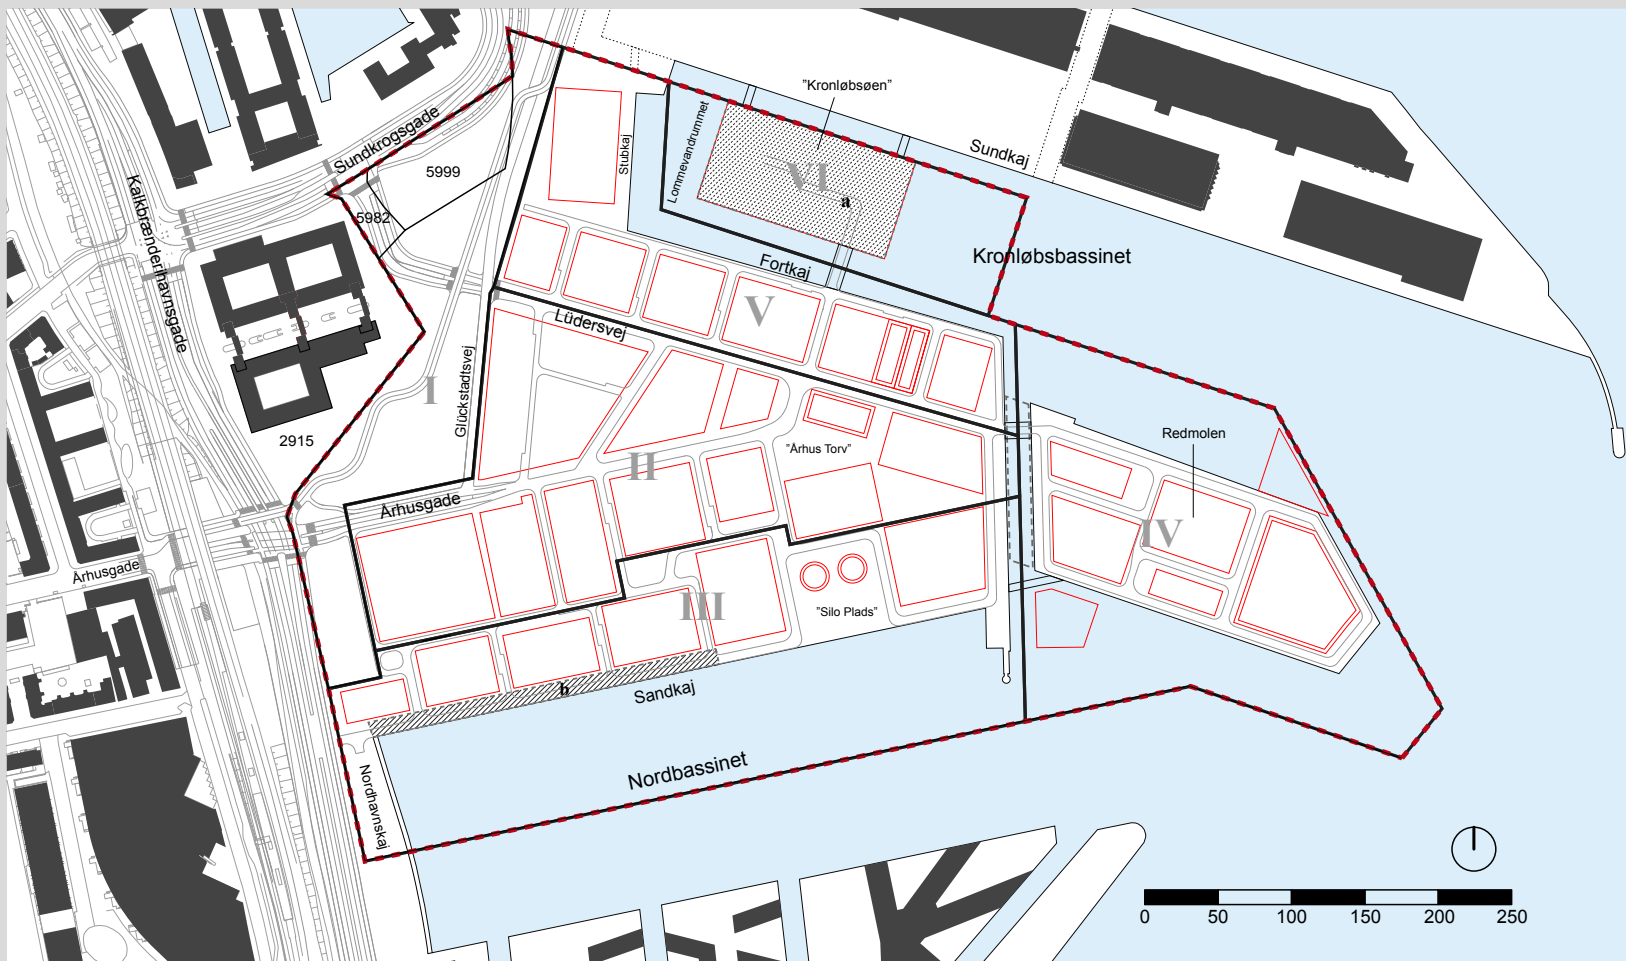 "Kronløbsøen"
Sundkrogsgade
Sundkaj
Stubkaj
Lommevandrummet
5999
VI
a
5982
Kalkbrænderihavnsgade
Kronløbsbassinet
Fortkaj
V
Lüdersvej
Glückstadtsvej
I
2915
Redmolen
"Århus Torv"
II
Århusgade
IV
Århusgade
III
"Silo Plads"
b
Sandkaj
Nordbassinet
Nordhavnskaj
0 50 100 150 200 250